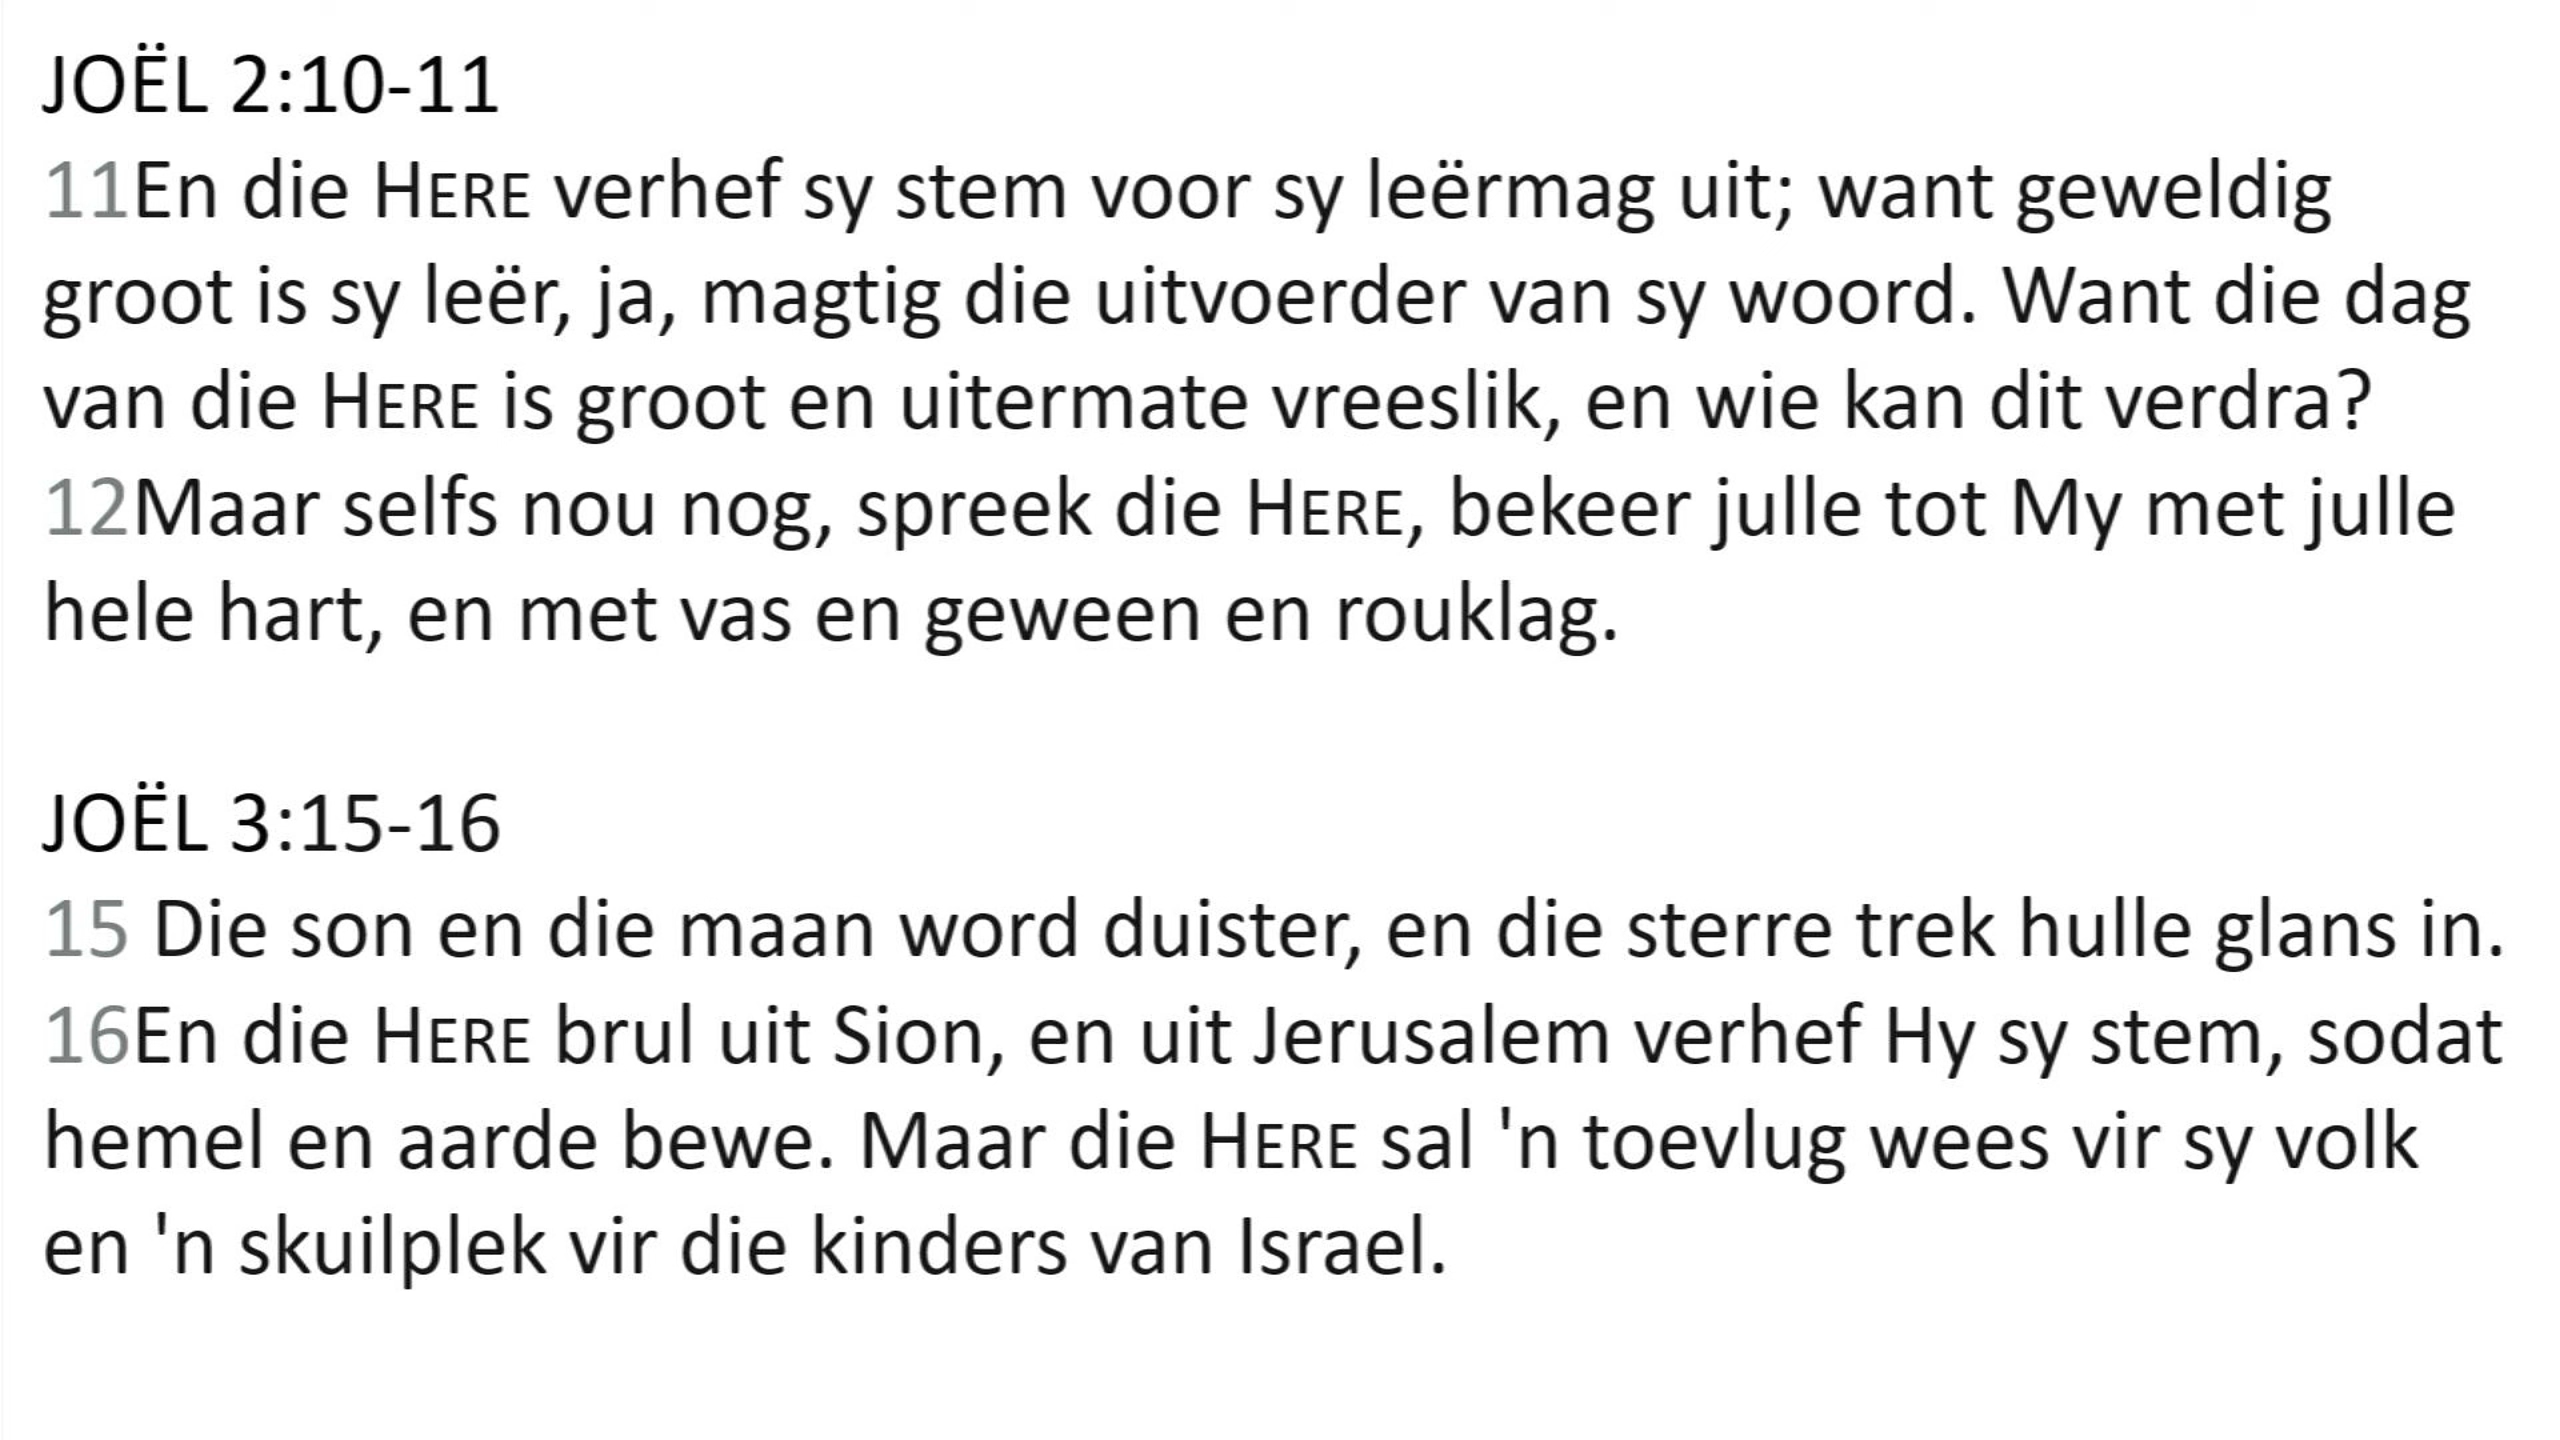 JOËL 2:10-11
11En die HERE verhef sy stem voor sy leërmag uit; want geweldig
groot is sy leër, ja, magtig die uitvoerder van sy woord. Want die dag
van die HERE is groot en uitermate vreeslik, en wie kan dit verdra?
12Maar selfs nou nog, spreek die HERE, bekeer julle tot My met julle
hele hart, en met vas en geween en rouklag.
JOËL 3:15-16
15 Die son en die maan word duister, en die sterre trek hulle glans in.
16En die HERE brul uit Sion, en uit Jerusalem verhef Hy sy stem, sodat
hemel en aarde bewe. Maar die HERE sal 'n toevlug wees vir sy volk
en 'n skuilplek vir die kinders van Israel.